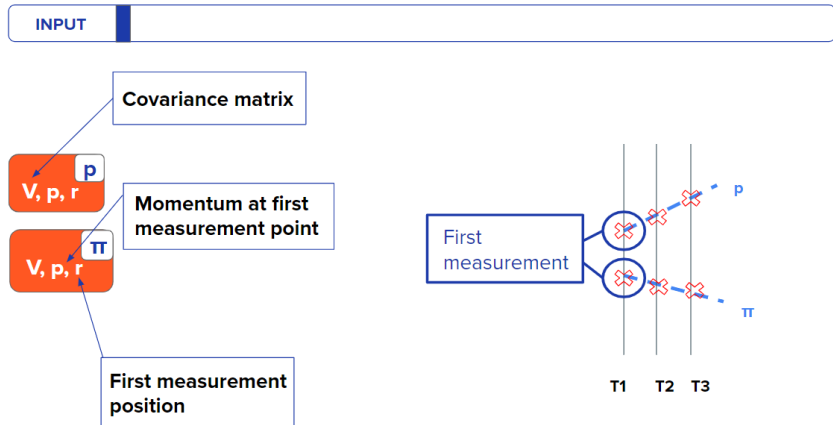 INPUT
Covariance matrix
p
V, p, r
Momentum at first
measurement point
π
V, p, r
First measurement
position
First
measurement
p
π
T1 T2 T3